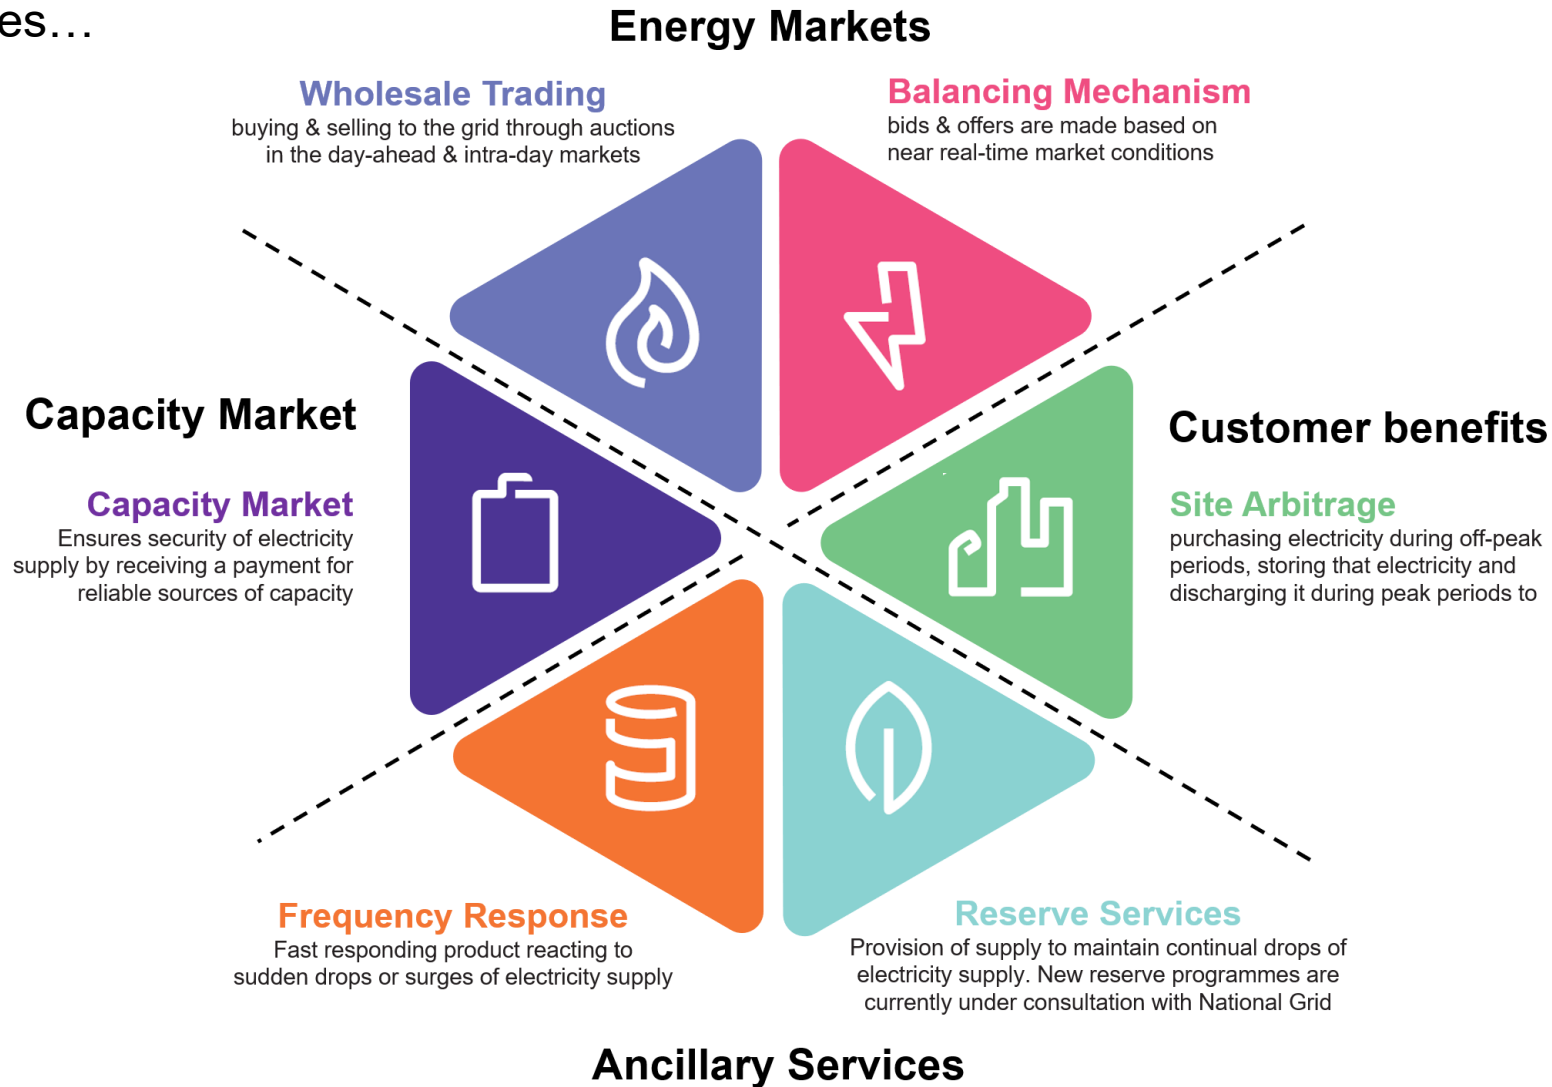 es…
Energy Markets
Wholesale Trading
buying & selling to the grid through auctions
in the day-ahead & intra-day markets
Balancing Mechanism
bids & offers are made based on
near real-time market conditions
Capacity Market
Capacity Market
Ensures security of electricity
supply by receiving a payment for
reliable sources of capacity
Customer benefits
Site Arbitrage
purchasing electricity during off-peak
periods, storing that electricity and
discharging it during peak periods to
Frequency Response
Fast responding product reacting to
sudden drops or surges of electricity supply
Reserve Services
Provision of supply to maintain continual drops of
electricity supply. New reserve programmes are
currently under consultation with National Grid
Ancillary Services